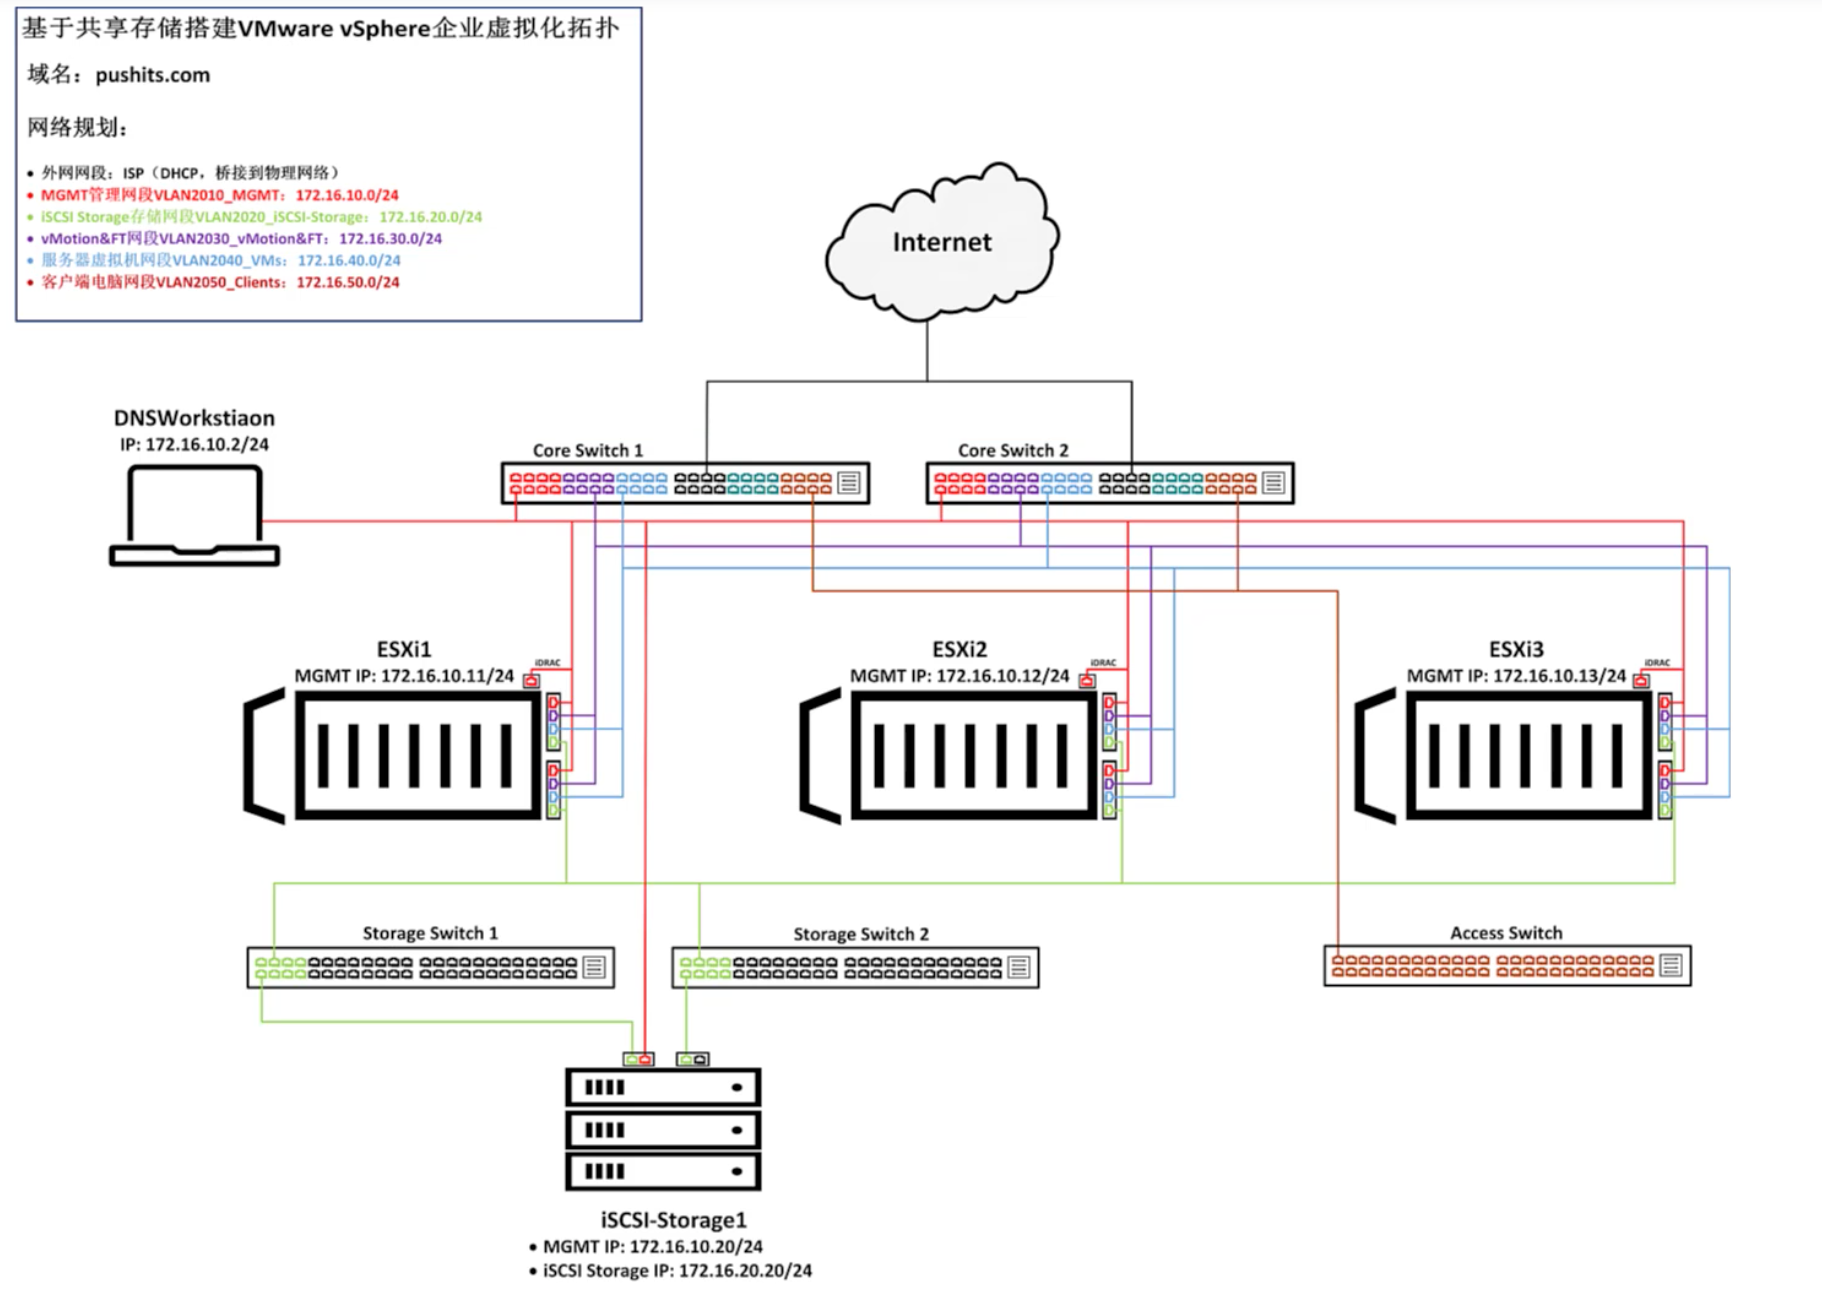 基于共享存储搭建VMware vSphere企业虚拟化拓扑
域名：pushits.com
网络规划：
• 外网网段：ISP（DHCP，桥接到物理网络）
• MGMT管理网段VLAN2010_MGMT：172.16.10.0/24
• iSCSI Storage存储网段VLAN2020_iSCSI-Storage：172.16.20.0/24
• vMotion&FT网段VLAN2030_vMotion&FT：172.16.30.0/24
• 服务器虚拟机网段VLAN2040_VMs：172.16.40.0/24
• 客户端电脑网段VLAN2050_Clients：172.16.50.0/24
Internet
DNSWorkstiaon
IP: 172.16.10.2/24
Core Switch 1
Core Switch 2
ESXi1
MGMT IP: 172.16.10.11/24
iDRAC
ESXi2
MGMT IP: 172.16.10.12/24
iDRAC
ESXi3
MGMT IP: 172.16.10.13/24
iDRAC
Storage Switch 1
Storage Switch 2
Access Switch
iSCSI-Storage1
• MGMT IP: 172.16.10.20/24
• iSCSI Storage IP: 172.16.20.20/24